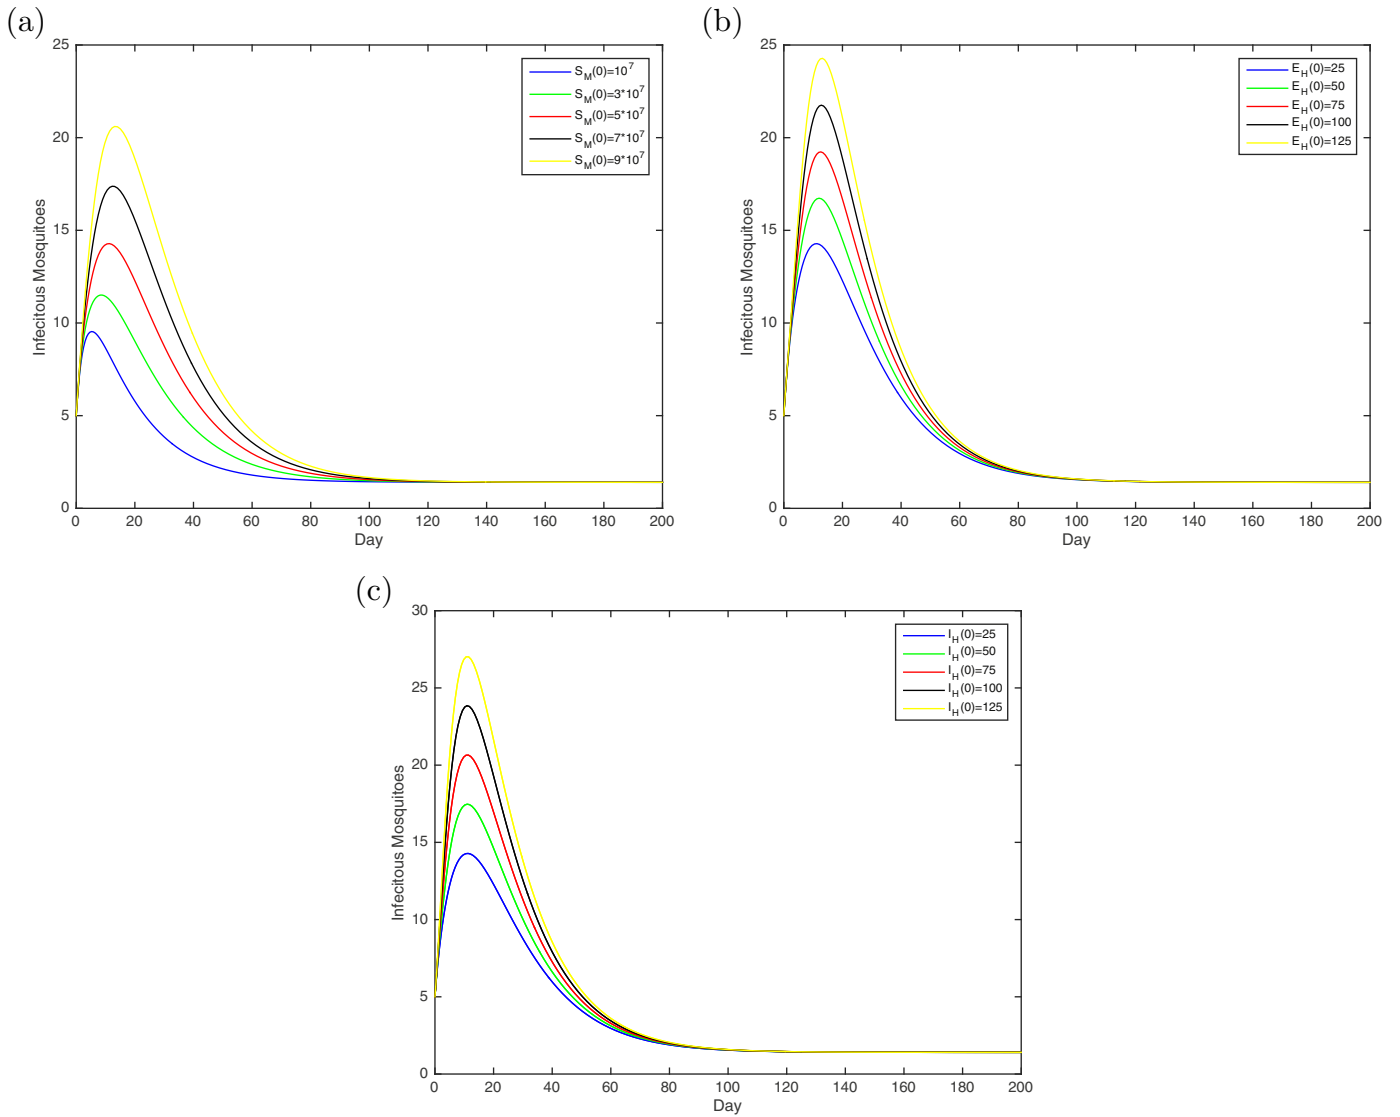 (a)
25
20
15
10
5
0
Infecitous Mosquitoes
0 20 40 60 80 100 120 140 160 180 200
Day
S_M(0)=10^7
S_M(0)=3*10^7
S_M(0)=5*10^7
S_M(0)=7*10^7
S_M(0)=9*10^7
(b)
25
20
15
10
5
0
Infecitous Mosquitoes
0 20 40 60 80 100 120 140 160 180 200
Day
E_H(0)=25
E_H(0)=50
E_H(0)=75
E_H(0)=100
E_H(0)=125
(c)
30
25
20
15
10
5
0
Infecitous Mosquitoes
0 20 40 60 80 100 120 140 160 180 200
Day
I_H(0)=25
I_H(0)=50
I_H(0)=75
I_H(0)=100
I_H(0)=125